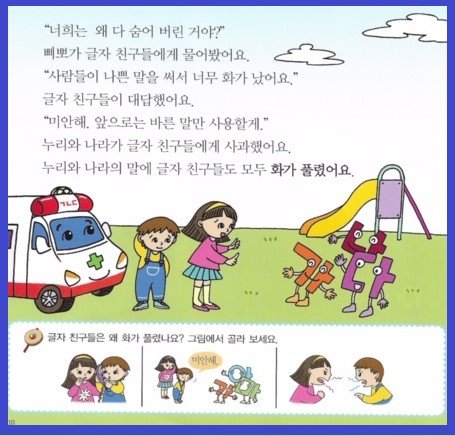 “너희는 왜 다 숨어 버린 거야?”
삐뽀가 글자 친구들에게 물어봤어요.
“사람들이 나쁜 말을 써서 너무 화가 났어요.”
글자 친구들이 대답했어요.
“미안해. 앞으로는 바른 말만 사용할게.”
누리와 나라가 글자 친구들에게 사과했어요.
누리와 나라의 말에 글자 친구들도 모두 화가 풀렸어요.
ㄱㄴㄷ
가
나
다
글자 친구들은 왜 화가 풀렸나요? 그림에서 골라 보세요.
미안해.